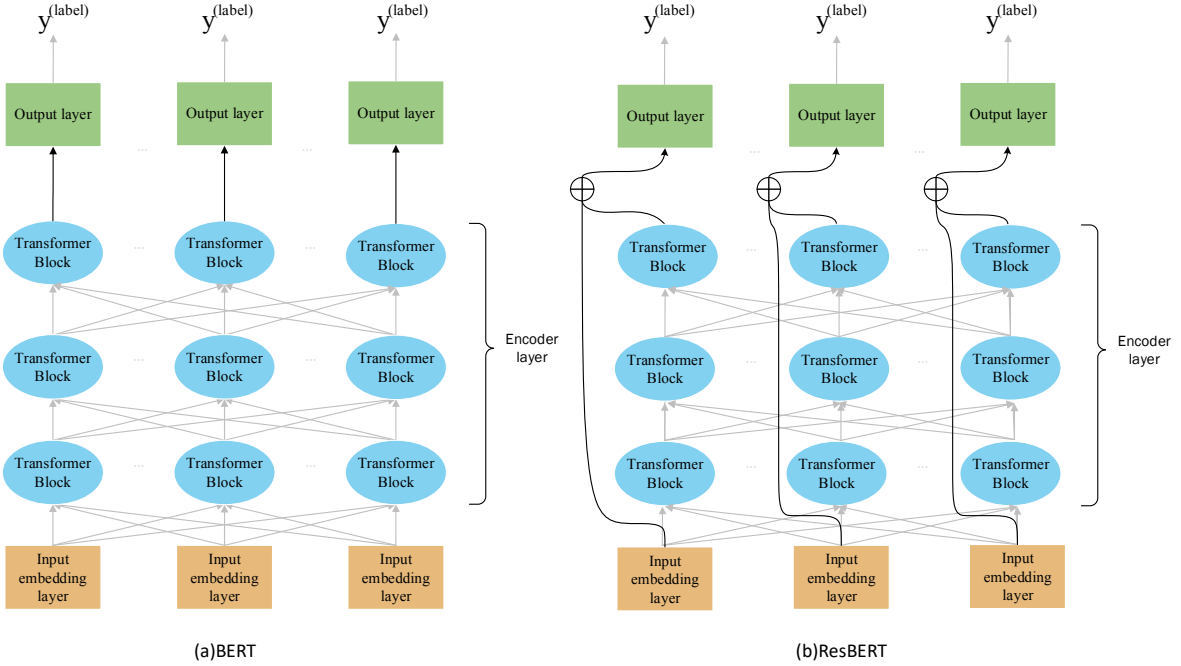 y(label) y(label) y(label) y(label) y(label) y(label)
Output layer Output layer Output layer Output layer Output layer Output layer
... ... ... ...
Transformer Block ... Transformer Block ... Transformer Block Transformer Block ... Transformer Block ... Transformer Block
Encoder layer Encoder layer
Transformer Block ... Transformer Block ... Transformer Block Transformer Block ... Transformer Block ... Transformer Block
Transformer Block ... Transformer Block ... Transformer Block Transformer Block ... Transformer Block ... Transformer Block
Input embedding layer Input embedding layer Input embedding layer Input embedding layer Input embedding layer Input embedding layer
(a)BERT (b)ResBERT